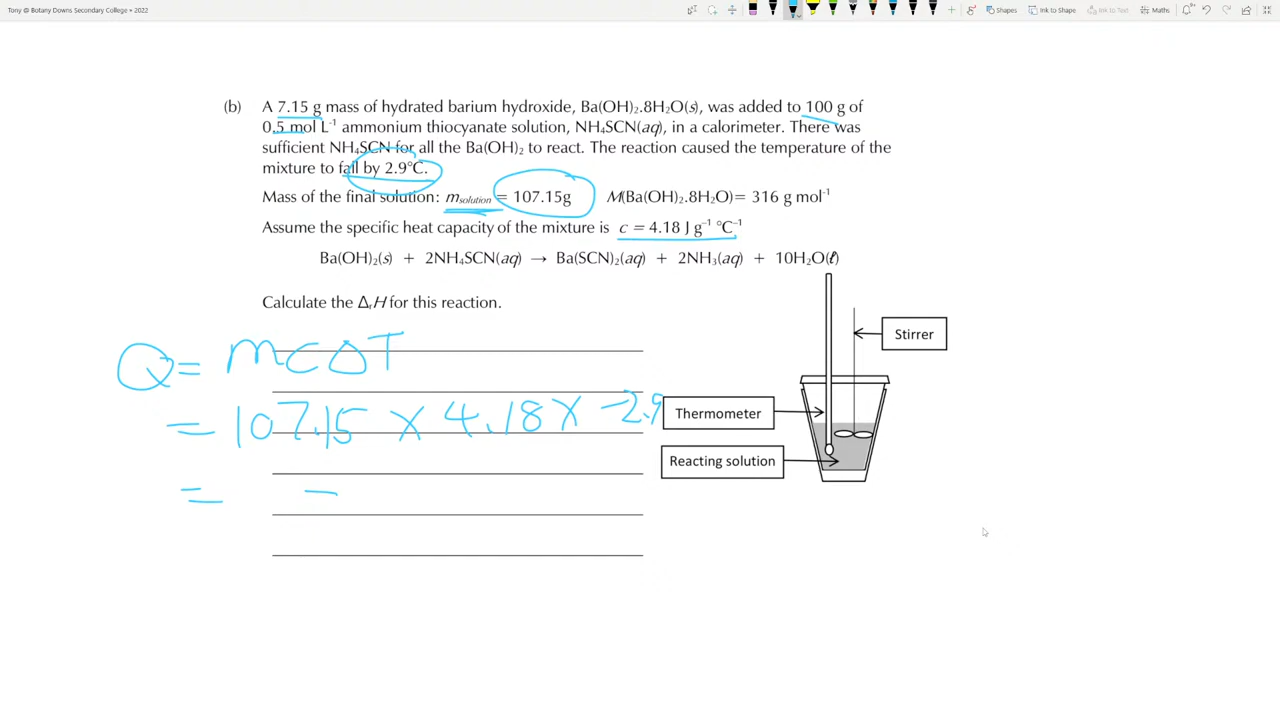 Tony @ Botany Downs Secondary College - 2022
Shapes Ink to Shape Ink to Text Maths
(b) A 7.15 g mass of hydrated barium hydroxide, Ba(OH)₂.8H₂O(s), was added to 100 g of
0.5 mol L⁻¹ ammonium thiocyanate solution, NH₄SCN(aq), in a calorimeter. There was
sufficient NH₄SCN for all the Ba(OH)₂ to react. The reaction caused the temperature of the
mixture to fall by 2.9°C.
Mass of the final solution: m solution = 107.15g M(Ba(OH)₂.8H₂O)= 316 g mol⁻¹
Assume the specific heat capacity of the mixture is c = 4.18 J g⁻¹ °C⁻¹
Ba(OH)₂(s) + 2NH₄SCN(aq) → Ba(SCN)₂(aq) + 2NH₃(aq) + 10H₂O(ℓ)
Calculate the ΔᵣH for this reaction.
Q = mcΔT
= 107.15 × 4.18 × -2.9
= -
Stirrer
Thermometer
Reacting solution